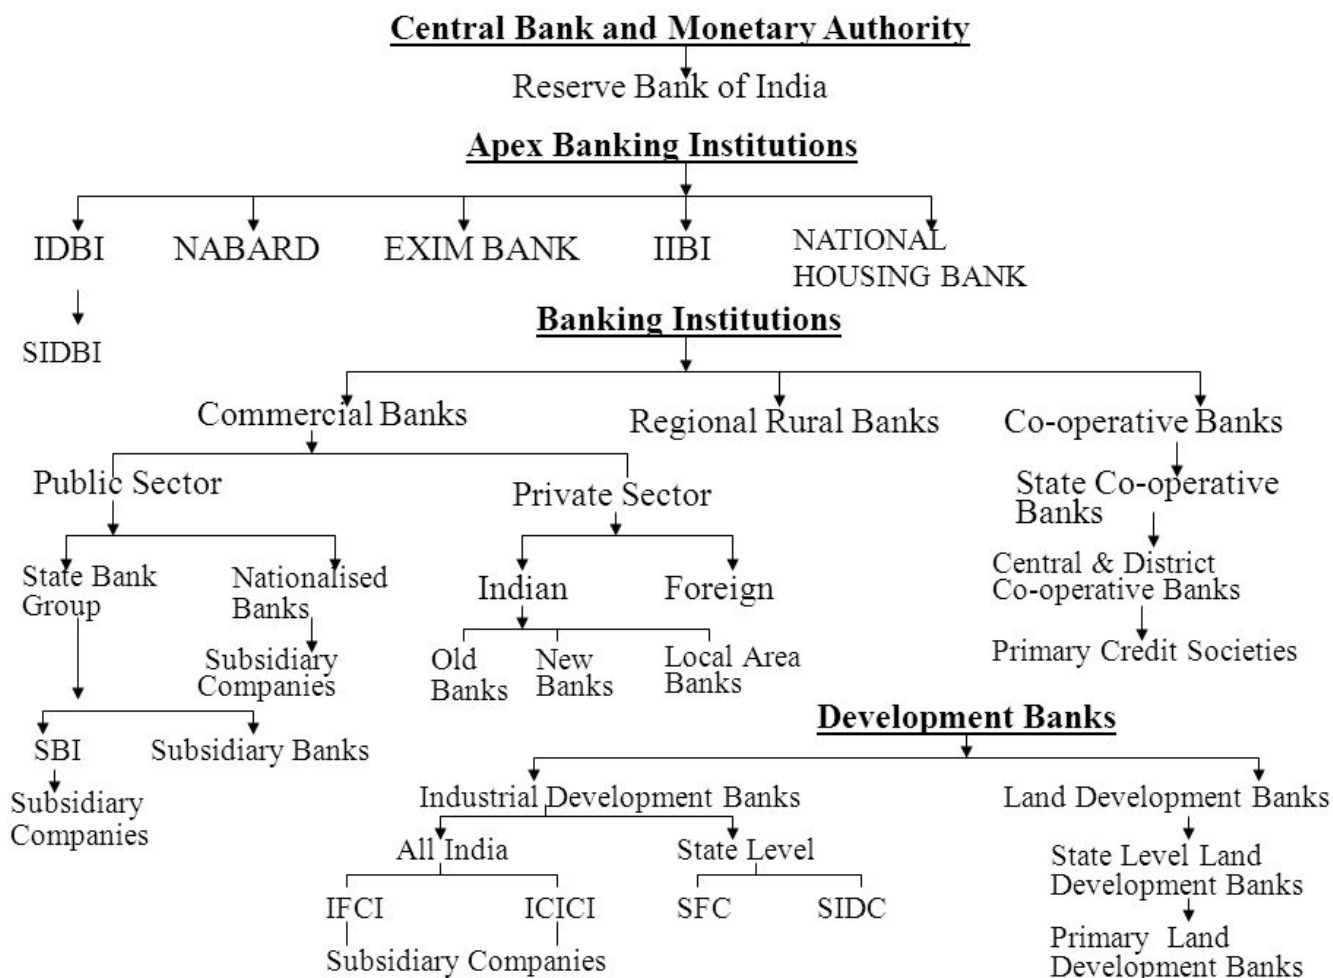 Central Bank and Monetary Authority
Reserve Bank of India
Apex Banking Institutions
IDBI
NABARD
EXIM BANK
IIBI
NATIONAL
HOUSING BANK
SIDBI
Banking Institutions
Commercial Banks
Regional Rural Banks
Co-operative Banks
Public Sector
Private Sector
State Co-operative
Banks
State Bank
Group
Nationalised
Banks
Indian
Foreign
Central & District
Co-operative Banks
Subsidiary
Companies
Old
Banks
New
Banks
Local Area
Banks
Primary Credit Societies
SBI
Subsidiary Banks
Subsidiary
Companies
Development Banks
Industrial Development Banks
Land Development Banks
All India
State Level
State Level Land
Development Banks
IFCI
ICICI
SFC
SIDC
Subsidiary Companies
Primary Land
Development Banks